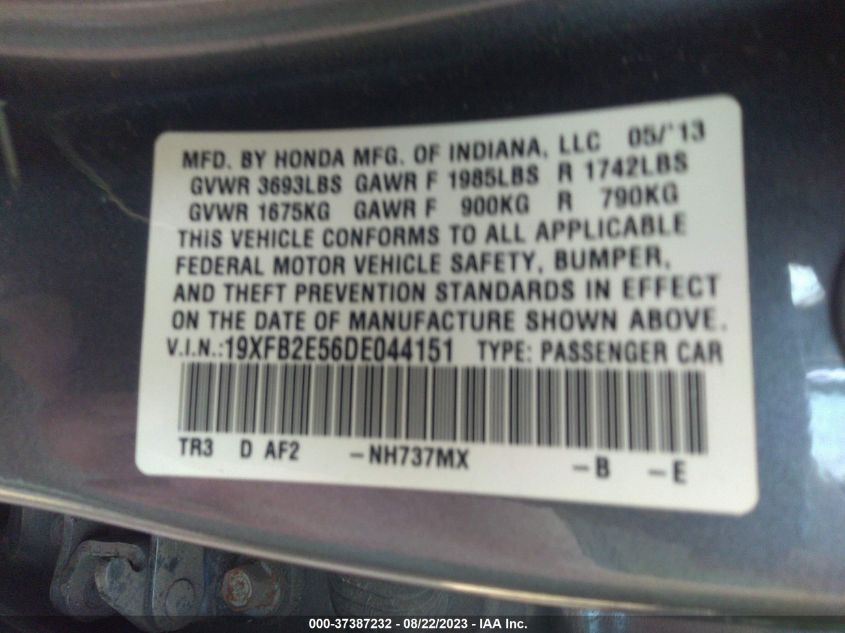 MFD. BY HONDA MFG. OF INDIANA, LLC 05/'13
GVWR 3693LBS GAWR F 1985LBS R 1742LBS
GVWR 1675KG GAWR F 900KG R 790KG
THIS VEHICLE CONFORMS TO ALL APPLICABLE
FEDERAL MOTOR VEHICLE SAFETY, BUMPER,
AND THEFT PREVENTION STANDARDS IN EFFECT
ON THE DATE OF MANUFACTURE SHOWN ABOVE.
V.I.N.:19XFB2E56DE044151 TYPE: PASSENGER CAR
TR3 D AF2 -NH737MX -B -E
000-37387232 - 08/22/2023 - IAA Inc.